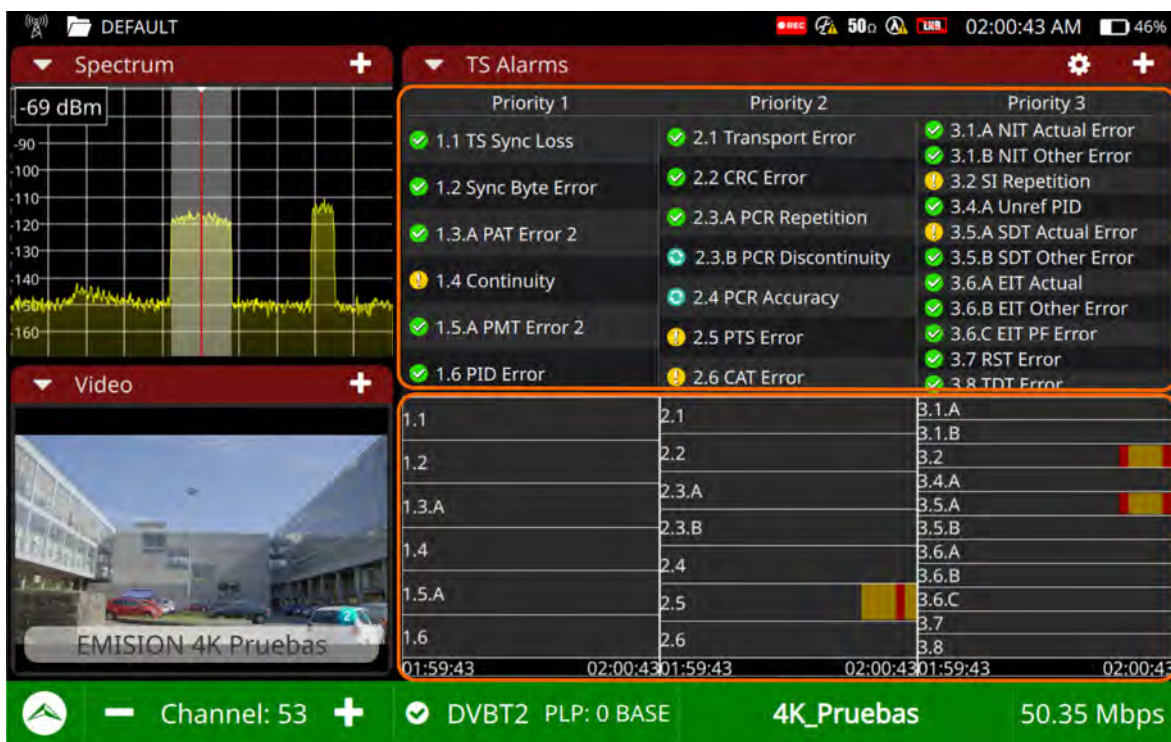 DEFAULT
REC 50Ω LNB 02:00:43 AM 46%
Spectrum
-69 dBm
-90
-100
-110
-120
-130
-140
-150
-160
TS Alarms
Priority 1
1.1 TS Sync Loss
1.2 Sync Byte Error
1.3.A PAT Error 2
1.4 Continuity
1.5.A PMT Error 2
1.6 PID Error
Priority 2
2.1 Transport Error
2.2 CRC Error
2.3.A PCR Repetition
2.3.B PCR Discontinuity
2.4 PCR Accuracy
2.5 PTS Error
2.6 CAT Error
Priority 3
3.1.A NIT Actual Error
3.1.B NIT Other Error
3.2 SI Repetition
3.4.A Unref PID
3.5.A SDT Actual Error
3.5.B SDT Other Error
3.6.A EIT Actual
3.6.B EIT Other Error
3.6.C EIT PF Error
3.7 RST Error
3.8 TDT Error
Video
2
EMISION 4K Pruebas
1.1
1.2
1.3.A
1.4
1.5.A
1.6
01:59:43 02:00:43
2.1
2.2
2.3.A
2.3.B
2.4
2.5
2.6
01:59:43 02:00:43
3.1.A
3.1.B
3.2
3.4.A
3.5.A
3.5.B
3.6.A
3.6.B
3.6.C
3.7
3.8
01:59:43 02:00:43
Channel: 53 DVBT2 PLP: 0 BASE 4K_Pruebas 50.35 Mbps